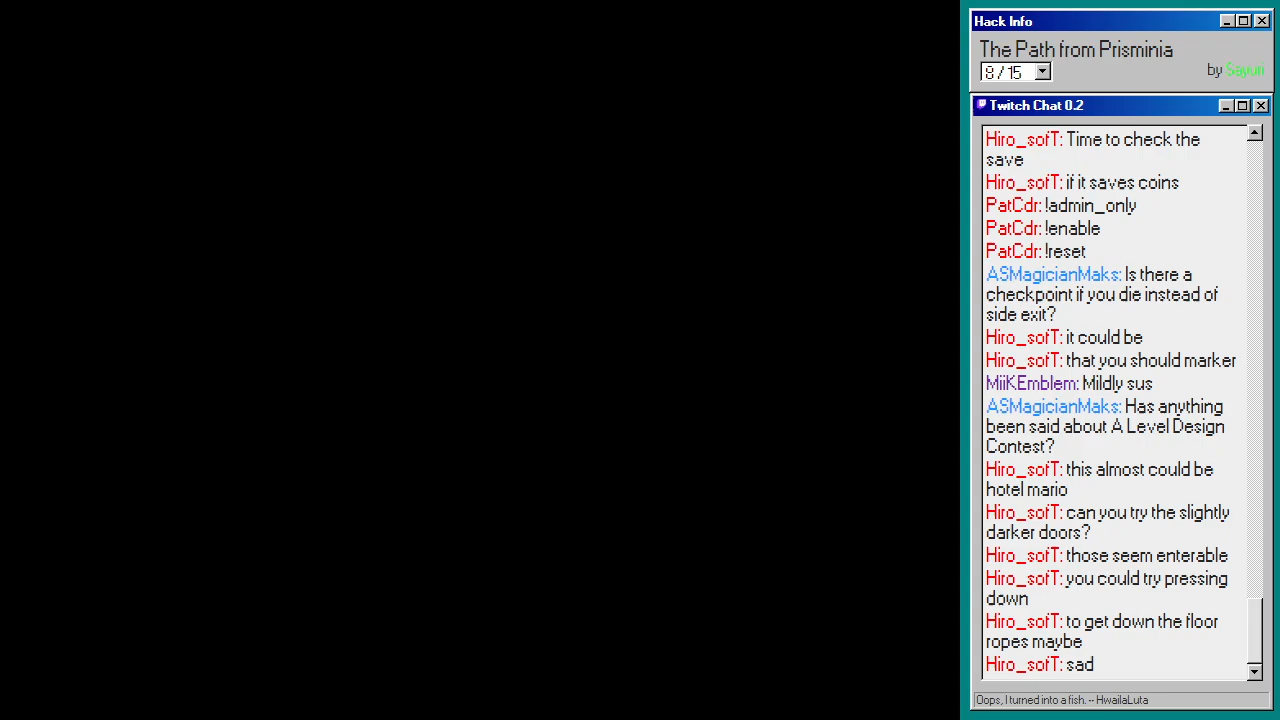 Hack Info
The Path from Prisminia
8 / 15
by Sayuri
Twitch Chat 0.2
Hiro_sofT: Time to check the
save
Hiro_sofT: if it saves coins
PatCdr: !admin_only
PatCdr: !enable
PatCdr: !reset
ASMagicianMaks: Is there a
checkpoint if you die instead of
side exit?
Hiro_sofT: it could be
Hiro_sofT: that you should marker
MiiKEmblem: Mildly sus
ASMagicianMaks: Has anything
been said about A Level Design
Contest?
Hiro_sofT: this almost could be
hotel mario
Hiro_sofT: can you try the slightly
darker doors?
Hiro_sofT: those seem enterable
Hiro_sofT: you could try pressing
down
Hiro_sofT: to get down the floor
ropes maybe
Hiro_sofT: sad
Oops, I turned into a fish. -- HwailaLuta